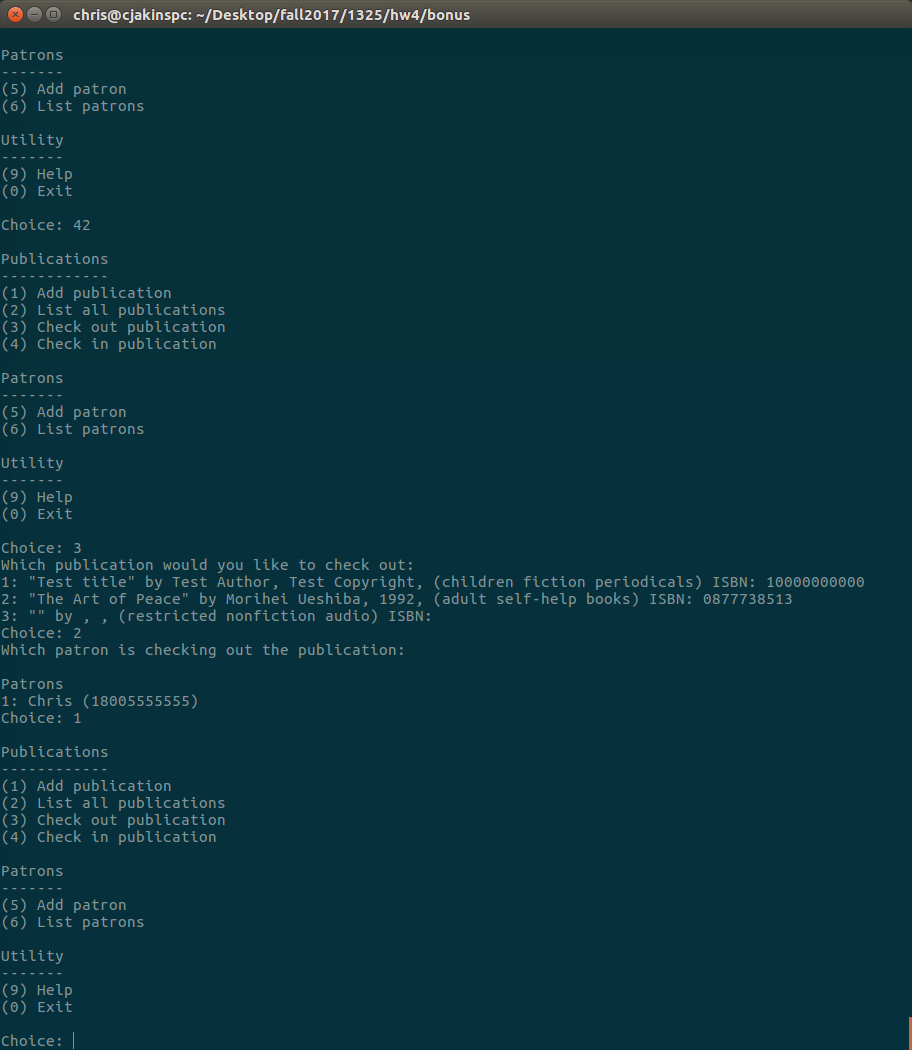 chris@cjakinspc: ~/Desktop/fall2017/1325/hw4/bonus
Patrons
-------
(5) Add patron
(6) List patrons
Utility
-------
(9) Help
(0) Exit
Choice: 42
Publications
------------
(1) Add publication
(2) List all publications
(3) Check out publication
(4) Check in publication
Patrons
-------
(5) Add patron
(6) List patrons
Utility
-------
(9) Help
(0) Exit
Choice: 3
Which publication would you like to check out:
1: "Test title" by Test Author, Test Copyright, (children fiction periodicals) ISBN: 10000000000
2: "The Art of Peace" by Morihei Ueshiba, 1992, (adult self-help books) ISBN: 0877738513
3: "" by , , (restricted nonfiction audio) ISBN:
Choice: 2
Which patron is checking out the publication:
Patrons
1: Chris (18005555555)
Choice: 1
Publications
------------
(1) Add publication
(2) List all publications
(3) Check out publication
(4) Check in publication
Patrons
-------
(5) Add patron
(6) List patrons
Utility
-------
(9) Help
(0) Exit
Choice: